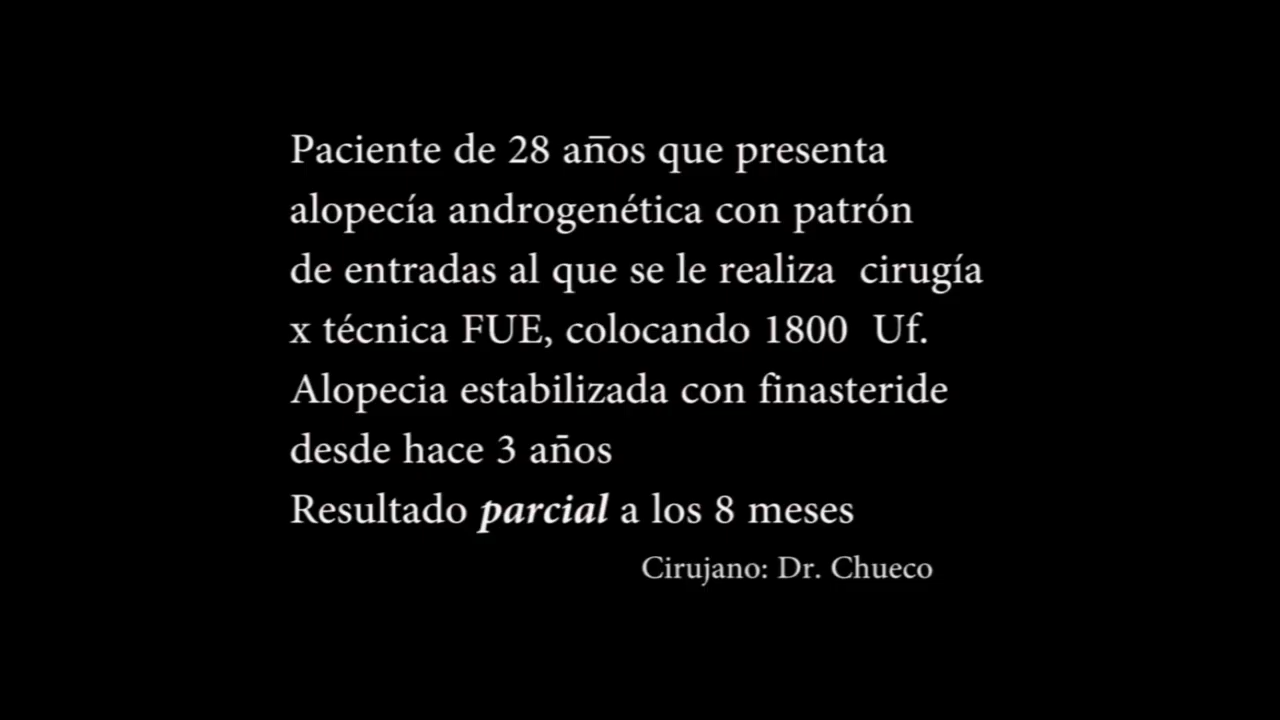 Paciente de 28 años que presenta
alopecía androgenética con patrón
de entradas al que se le realiza  cirugía
x técnica FUE, colocando 1800  Uf.
Alopecia estabilizada con finasteride
desde hace 3 años
Resultado parcial a los 8 meses
Cirujano: Dr. Chueco